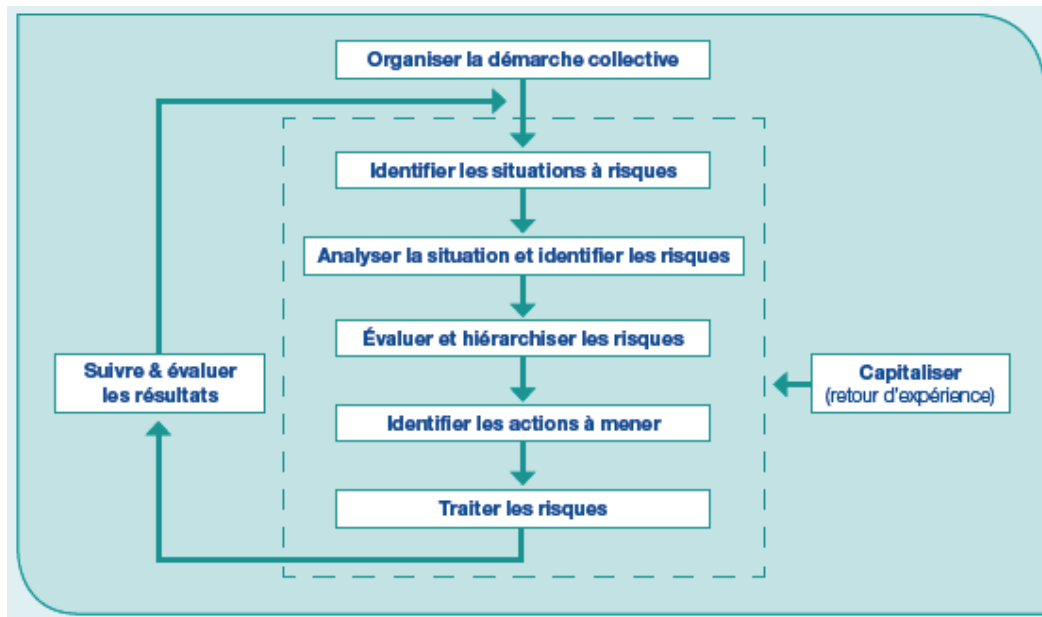 Organiser la démarche collective
Identifier les situations à risques
Analyser la situation et identifier les risques
Évaluer et hiérarchiser les risques
Suivre & évaluer
les résultats
Capitaliser
(retour d'expérience)
Identifier les actions à mener
Traiter les risques